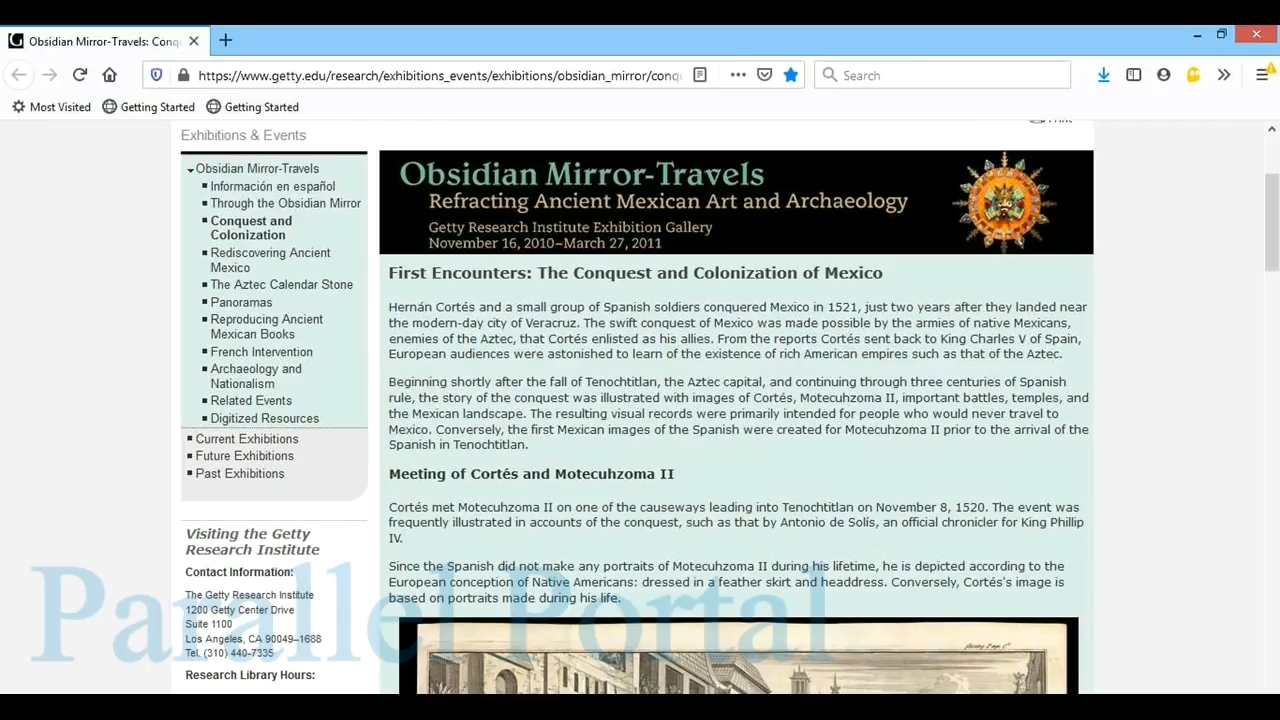 Obsidian Mirror-Travels: Conq
https://www.getty.edu/research/exhibitions_events/exhibitions/obsidian_mirror/conq
Search
Most Visited
Getting Started
Getting Started
Exhibitions & Events
Obsidian Mirror-Travels
Información en español
Through the Obsidian Mirror
Conquest and
Colonization
Rediscovering Ancient
Mexico
The Aztec Calendar Stone
Panoramas
Reproducing Ancient
Mexican Books
French Intervention
Archaeology and
Nationalism
Related Events
Digitized Resources
Current Exhibitions
Future Exhibitions
Past Exhibitions
Visiting the Getty
Research Institute
Contact Information:
The Getty Research Institute
1200 Getty Center Drive
Suite 1100
Los Angeles, CA 90049–1688
Tel. (310) 440-7335
Research Library Hours:
Print
Obsidian Mirror-Travels
Refracting Ancient Mexican Art and Archaeology
Getty Research Institute Exhibition Gallery
November 16, 2010–March 27, 2011
First Encounters: The Conquest and Colonization of Mexico
Hernán Cortés and a small group of Spanish soldiers conquered Mexico in 1521, just two years after they landed near
the modern-day city of Veracruz. The swift conquest of Mexico was made possible by the armies of native Mexicans,
enemies of the Aztec, that Cortés enlisted as his allies. From the reports Cortés sent back to King Charles V of Spain,
European audiences were astonished to learn of the existence of rich American empires such as that of the Aztec.
Beginning shortly after the fall of Tenochtitlan, the Aztec capital, and continuing through three centuries of Spanish
rule, the story of the conquest was illustrated with images of Cortés, Motecuhzoma II, important battles, temples, and
the Mexican landscape. The resulting visual records were primarily intended for people who would never travel to
Mexico. Conversely, the first Mexican images of the Spanish were created for Motecuhzoma II prior to the arrival of the
Spanish in Tenochtitlan.
Meeting of Cortés and Motecuhzoma II
Cortés met Motecuhzoma II on one of the causeways leading into Tenochtitlan on November 8, 1520. The event was
frequently illustrated in accounts of the conquest, such as that by Antonio de Solís, an official chronicler for King Phillip
IV.
Since the Spanish did not make any portraits of Motecuhzoma II during his lifetime, he is depicted according to the
European conception of Native Americans: dressed in a feather skirt and headdress. Conversely, Cortés's image is
based on portraits made during his life.
Parallel Portal